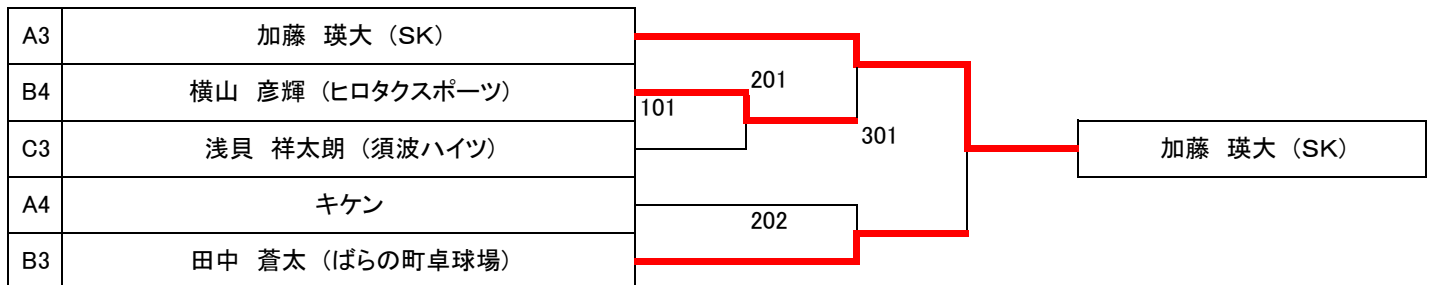 A3 加藤 瑛大 (SK)
B4 横山 彦輝 (ヒロタクスポーツ)
C3 浅貝 祥太朗 (須波ハイツ)
A4 キケン
B3 田中 蒼太 (ばらの町卓球場)
101
201
202
301
加藤 瑛大 (SK)